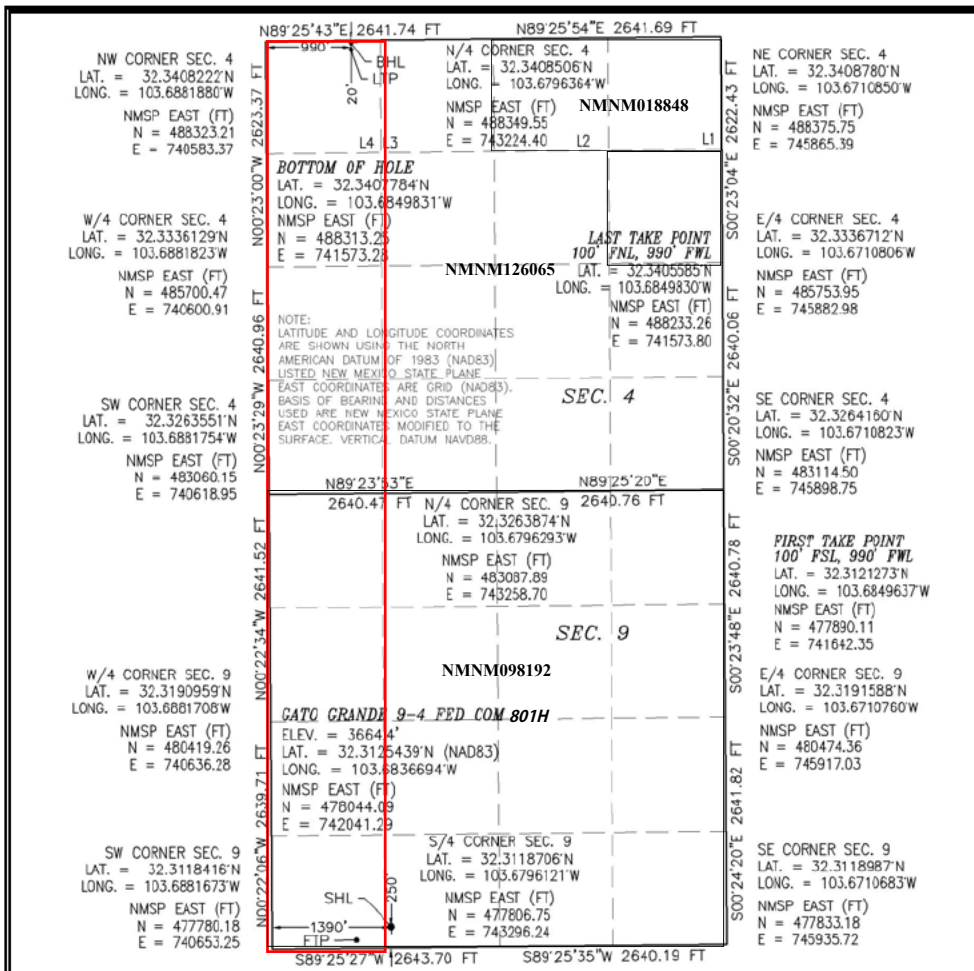 N89°25'43"E 2641.74 FT
N89°25'54"E 2641.69 FT
990'
BHL
LTP
20'
NW CORNER SEC. 4
LAT. = 32.3408222°N
LONG. = 103.6881880°W
NMSP EAST (FT)
N = 488323.21
E = 740583.37
N/4 CORNER SEC. 4
LAT. = 32.3408506°N
LONG. = 103.6796364°W
NMSP EAST (FT)
N = 488349.55
E = 743224.40
NMNM018848
NE CORNER SEC. 4
LAT. = 32.3408780°N
LONG. = 103.6710850°W
NMSP EAST (FT)
N = 488375.75
E = 745865.39
N00°23'00"W 2623.37 FT
S00°23'04"E 2622.43 FT
L4
L3
L2
L1
BOTTOM OF HOLE
LAT. = 32.3407784°N
LONG. = 103.6849831°W
NMSP EAST (FT)
N = 488313.25
E = 741573.28
W/4 CORNER SEC. 4
LAT. = 32.3336129°N
LONG. = 103.6881823°W
NMSP EAST (FT)
N = 485700.47
E = 740600.91
LAST TAKE POINT
100' FNL, 990' FWL
LAT. = 32.3405585°N
LONG. = 103.6849830°W
NMSP EAST (FT)
N = 488233.26
E = 741573.80
NMNM126065
E/4 CORNER SEC. 4
LAT. = 32.3336712°N
LONG. = 103.6710806°W
NMSP EAST (FT)
N = 485753.95
E = 745882.98
N00°23'29"W 2640.96 FT
S00°20'32"E 2640.06 FT
NOTE:
LATITUDE AND LONGITUDE COORDINATES
ARE SHOWN USING THE NORTH
AMERICAN DATUM OF 1983 (NAD83)
LISTED NEW MEXICO STATE PLANE
EAST COORDINATES ARE GRID (NAD83).
BASIS OF BEARING AND DISTANCES
USED ARE NEW MEXICO STATE PLANE
EAST COORDINATES MODIFIED TO THE
SURFACE. VERTICAL DATUM NAVD88.
SEC. 4
SW CORNER SEC. 4
LAT. = 32.3263551°N
LONG. = 103.6881754°W
NMSP EAST (FT)
N = 483060.15
E = 740618.95
SE CORNER SEC. 4
LAT. = 32.3264160°N
LONG. = 103.6710823°W
NMSP EAST (FT)
N = 483114.50
E = 745898.75
N89°23'53"E
2640.47 FT
N89°25'20"E
2640.76 FT
N/4 CORNER SEC. 9
LAT. = 32.3263874°N
LONG. = 103.6796293°W
NMSP EAST (FT)
N = 483087.89
E = 743258.70
FIRST TAKE POINT
100' FSL, 990' FWL
LAT. = 32.3121273°N
LONG. = 103.6849637°W
NMSP EAST (FT)
N = 477890.11
E = 741642.35
N00°22'34"W 2641.52 FT
S00°23'48"E 2640.78 FT
SEC. 9
NMNM098192
W/4 CORNER SEC. 9
LAT. = 32.3190959°N
LONG. = 103.6881708°W
NMSP EAST (FT)
N = 480419.26
E = 740636.28
GATO GRANDE 9-4 FED COM 801H
ELEV. = 3664.4'
LAT. = 32.3125439°N (NAD83)
LONG. = 103.6836694°W
NMSP EAST (FT)
N = 478044.09
E = 742041.29
E/4 CORNER SEC. 9
LAT. = 32.3191588°N
LONG. = 103.6710760°W
NMSP EAST (FT)
N = 480474.36
E = 745917.03
N00°22'06"W 2639.71 FT
S00°24'20"E 2641.82 FT
SW CORNER SEC. 9
LAT. = 32.3118416°N
LONG. = 103.6881673°W
NMSP EAST (FT)
N = 477780.18
E = 740653.25
S/4 CORNER SEC. 9
LAT. = 32.3118706°N
LONG. = 103.6796121°W
NMSP EAST (FT)
N = 477806.75
E = 743296.24
SE CORNER SEC. 9
LAT. = 32.3118987°N
LONG. = 103.6710683°W
NMSP EAST (FT)
N = 477833.18
E = 745935.72
SHL
250'
1390'
FTP
S89°25'27"W 2643.70 FT
S89°25'35"W 2640.19 FT